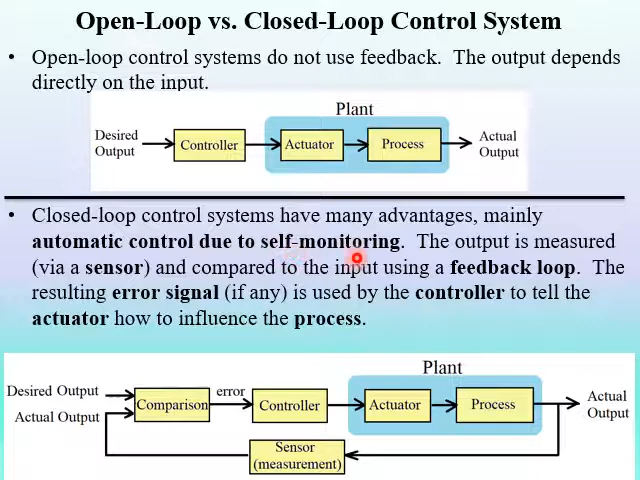 Open-Loop vs. Closed-Loop Control System
• Open-loop control systems do not use feedback. The output depends
directly on the input.
Plant
Desired
Output
Controller
Actuator
Process
Actual
Output
• Closed-loop control systems have many advantages, mainly
automatic control due to self-monitoring. The output is measured
(via a sensor) and compared to the input using a feedback loop. The
resulting error signal (if any) is used by the controller to tell the
actuator how to influence the process.
Plant
Desired Output
Actual Output
Comparison
error
Controller
Actuator
Process
Actual
Output
Sensor
(measurement)